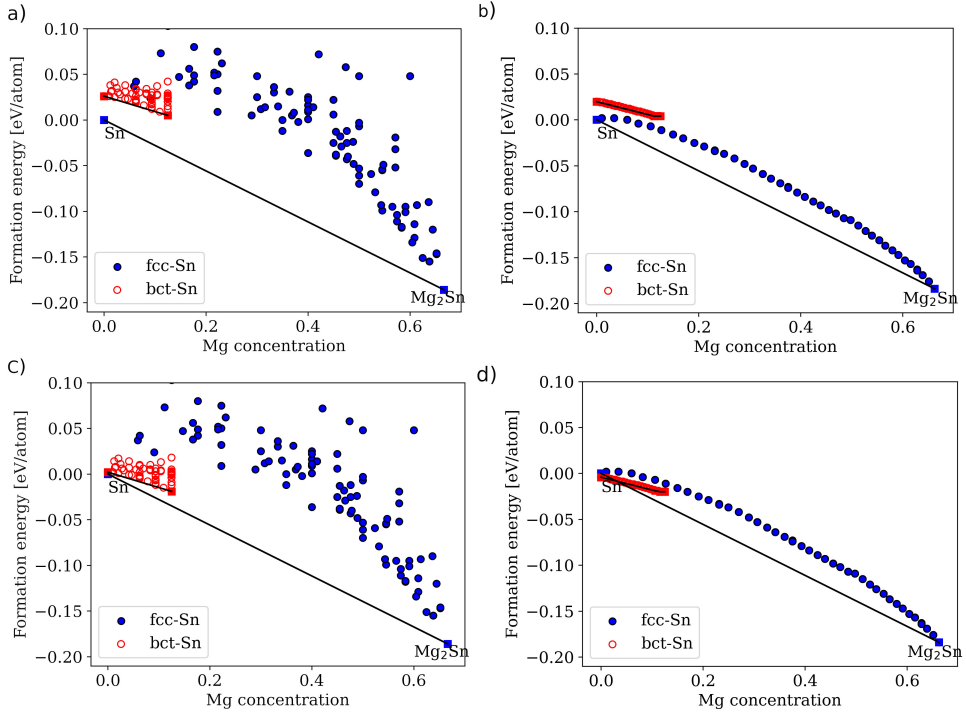 a)
0.10
0.05
0.00
−0.05
−0.10
−0.15
−0.20
Formation energy [eV/atom]
Sn
Mg₂Sn
fcc-Sn
bct-Sn
0.0 0.2 0.4 0.6
Mg concentration
b)
0.10
0.05
0.00
−0.05
−0.10
−0.15
−0.20
Formation energy [eV/atom]
Sn
Mg₂Sn
fcc-Sn
bct-Sn
0.0 0.2 0.4 0.6
Mg concentration
c)
0.10
0.05
0.00
−0.05
−0.10
−0.15
−0.20
Formation energy [eV/atom]
Sn
Mg₂Sn
fcc-Sn
bct-Sn
0.0 0.2 0.4 0.6
Mg concentration
d)
0.10
0.05
0.00
−0.05
−0.10
−0.15
−0.20
Formation energy [eV/atom]
Sn
Mg₂Sn
fcc-Sn
bct-Sn
0.0 0.2 0.4 0.6
Mg concentration